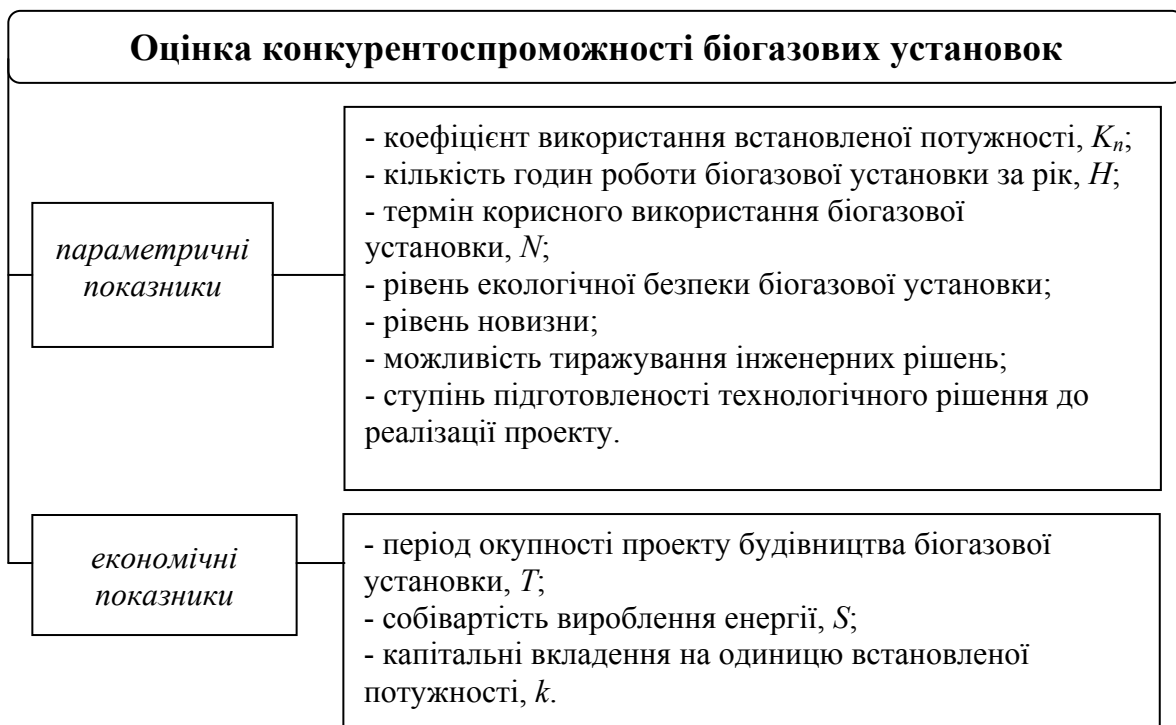 Оцінка конкурентоспроможності біогазових установок
параметричні
показники
- коефіцієнт використання встановленої потужності, Kn;
- кількість годин роботи біогазової установки за рік, H;
- термін корисного використання біогазової
установки, N;
- рівень екологічної безпеки біогазової установки;
- рівень новизни;
- можливість тиражування інженерних рішень;
- ступінь підготовленості технологічного рішення до
реалізації проекту.
економічні
показники
- період окупності проекту будівництва біогазової
установки, T;
- собівартість вироблення енергії, S;
- капітальні вкладення на одиницю встановленої
потужності, k.